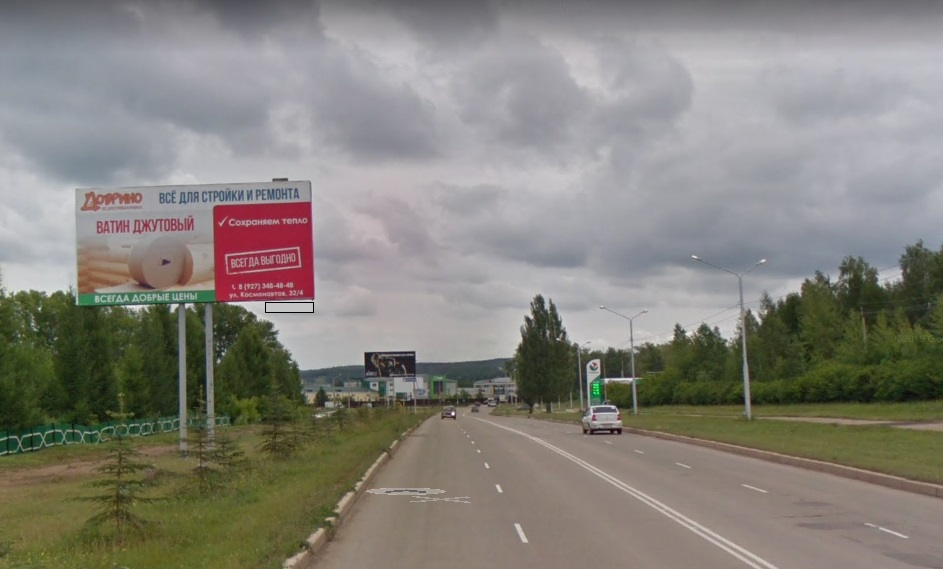 Добрино
ВСЁ ДЛЯ СТРОЙКИ И РЕМОНТА
ВАТИН ДЖУТОВЫЙ
✓ Сохраняем тепло
ВСЕГДА ВЫГОДНО
т. 8 (927) 348-48-48
ул. Космонавтов, 32/4
ВСЕГДА ДОБРЫЕ ЦЕНЫ